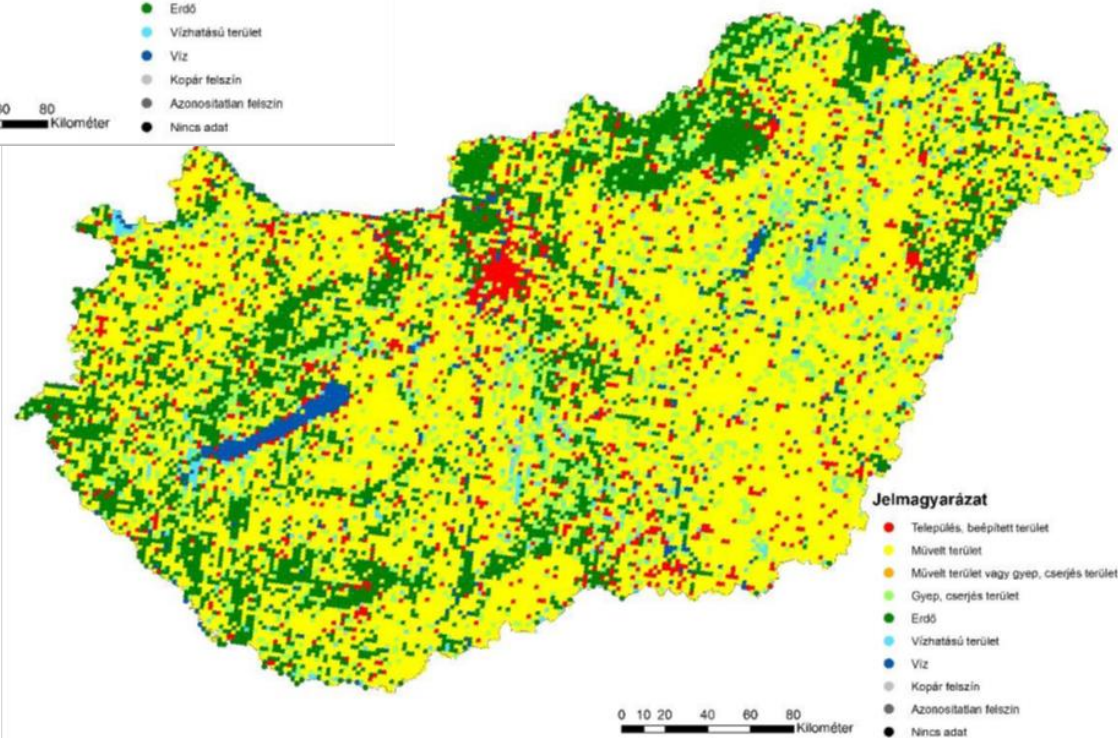 Erdő
Vízhatású terület
Víz
Kopár felszín
Azonosítatlan felszín
Nincs adat
80
Kilométer
Jelmagyarázat
Település, beépített terület
Művelt terület
Művelt terület vagy gyep, cserjés terület
Gyep, cserjés terület
Erdő
Vízhatású terület
Víz
Kopár felszín
Azonosítatlan felszín
Nincs adat
0 10 20 40 60 80
Kilométer